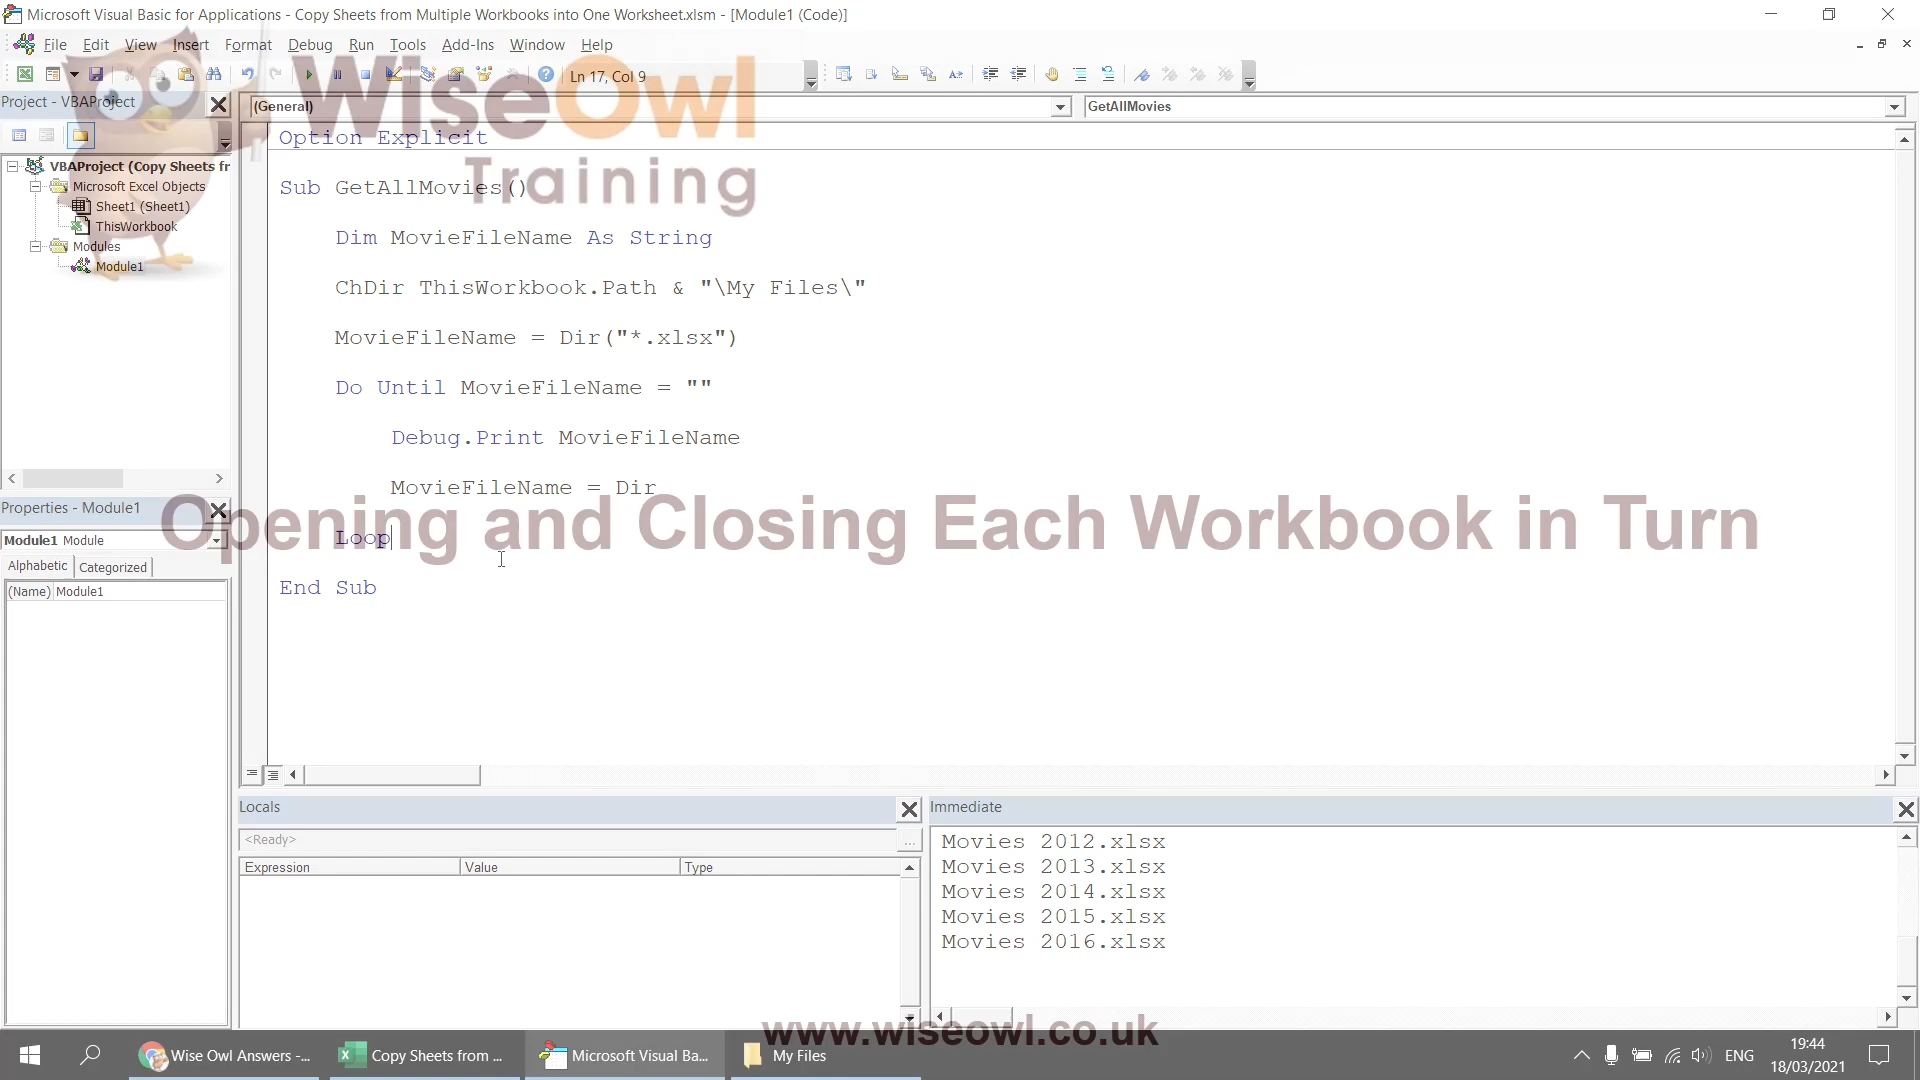 Microsoft Visual Basic for Applications - Copy Sheets from Multiple Workbooks into One Worksheet.xlsm - [Module1 (Code)]
File Edit View Insert Format Debug Run Tools Add-Ins Window Help
Ln 17, Col 9
WiseOwl
Training
Project - VBAProject
(General)
GetAllMovies
VBAProject (Copy Sheets fr
Microsoft Excel Objects
Sheet1 (Sheet1)
ThisWorkbook
Modules
Module1
Option Explicit
Sub GetAllMovies()
Dim MovieFileName As String
ChDir ThisWorkbook.Path & "\My Files\"
MovieFileName = Dir("*.xlsx")
Do Until MovieFileName = ""
Debug.Print MovieFileName
MovieFileName = Dir
Loop
End Sub
Opening and Closing Each Workbook in Turn
Properties - Module1
Module1 Module
Alphabetic Categorized
(Name) Module1
Locals
<Ready>
...
Expression Value Type
Immediate
Movies 2012.xlsx
Movies 2013.xlsx
Movies 2014.xlsx
Movies 2015.xlsx
Movies 2016.xlsx
www.wiseowl.co.uk
Wise Owl Answers -...
Copy Sheets from ...
Microsoft Visual Ba...
My Files
ENG
19:44
18/03/2021